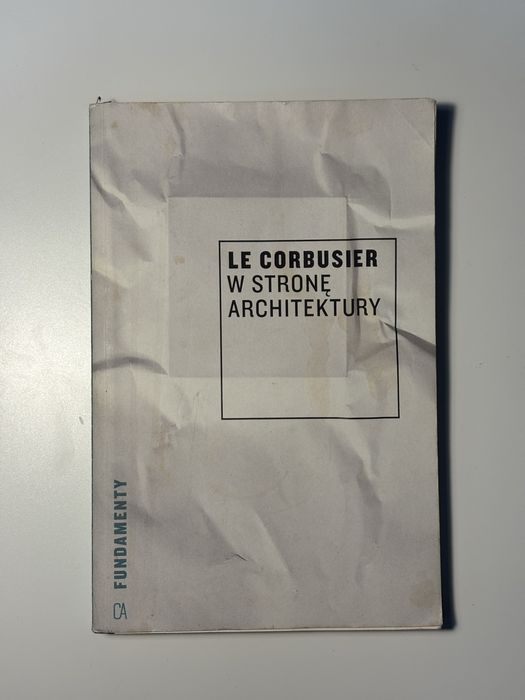 LE CORBUSIER
W STRONĘ
ARCHITEKTURY
FUNDAMENTY
CA